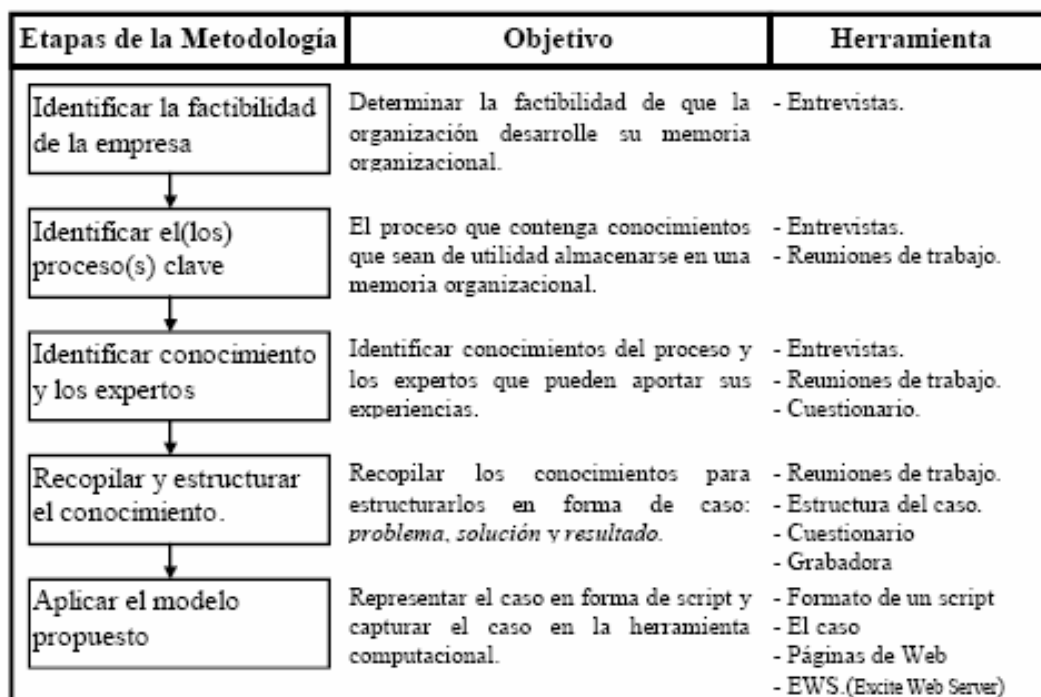 Etapas de la Metodología
Objetivo
Herramienta
Identificar la factibilidad
de la empresa
Determinar la factibilidad de que la
organización desarrolle su memoria
organizacional.
- Entrevistas.
Identificar el(los)
proceso(s) clave
El proceso que contenga conocimientos
que sean de utilidad almacenarse en una
memoria organizacional.
- Entrevistas.
- Reuniones de trabajo.
Identificar conocimiento
y los expertos
Identificar conocimientos del proceso y
los expertos que pueden aportar sus
experiencias.
- Entrevistas.
- Reuniones de trabajo.
- Cuestionario.
Recopilar y estructurar
el conocimiento.
Recopilar los conocimientos para
estructurarlos en forma de caso:
problema, solución y resultado.
- Reuniones de trabajo.
- Estructura del caso.
- Cuestionario
- Grabadora
Aplicar el modelo
propuesto
Representar el caso en forma de script y
capturar el caso en la herramienta
computacional.
- Formato de un script
- El caso
- Páginas de Web
- EWS.(Excite Web Server)